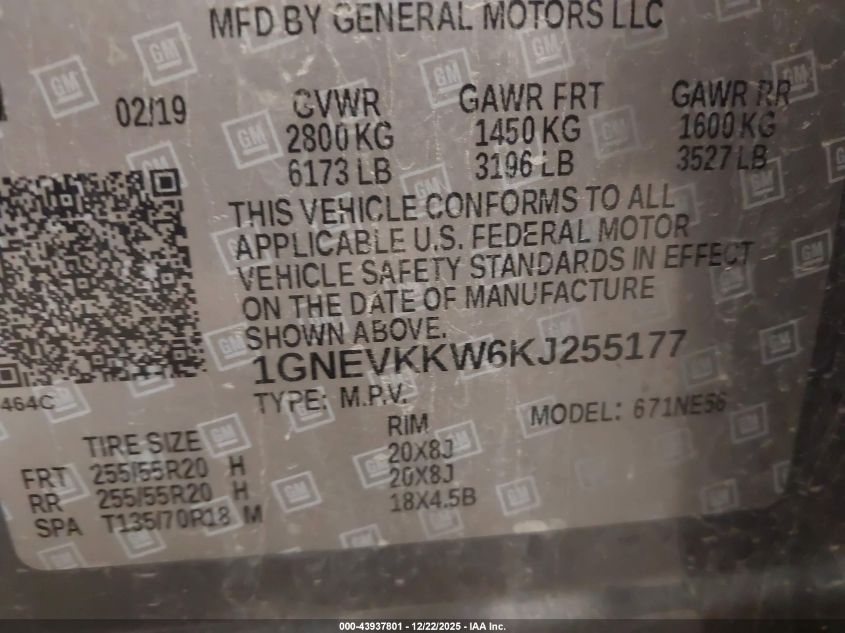 MFD BY GENERAL MOTORS LLC
02/19 GVWR GAWR FRT GAWR RR
2800 KG 1450 KG 1600 KG
6173 LB 3196 LB 3527 LB
THIS VEHICLE CONFORMS TO ALL
APPLICABLE U.S. FEDERAL MOTOR
VEHICLE SAFETY STANDARDS IN EFFECT
ON THE DATE OF MANUFACTURE
SHOWN ABOVE.
1GNEVKKW6KJ255177
464C TYPE: M.P.V. MODEL: 671NE56
TIRE SIZE RIM
FRT 255/55R20 H 20X8J
RR 255/55R20 H 20X8J
SPA T135/70R18 M 18X4.5B
000-43937801 - 12/22/2025 - IAA Inc.